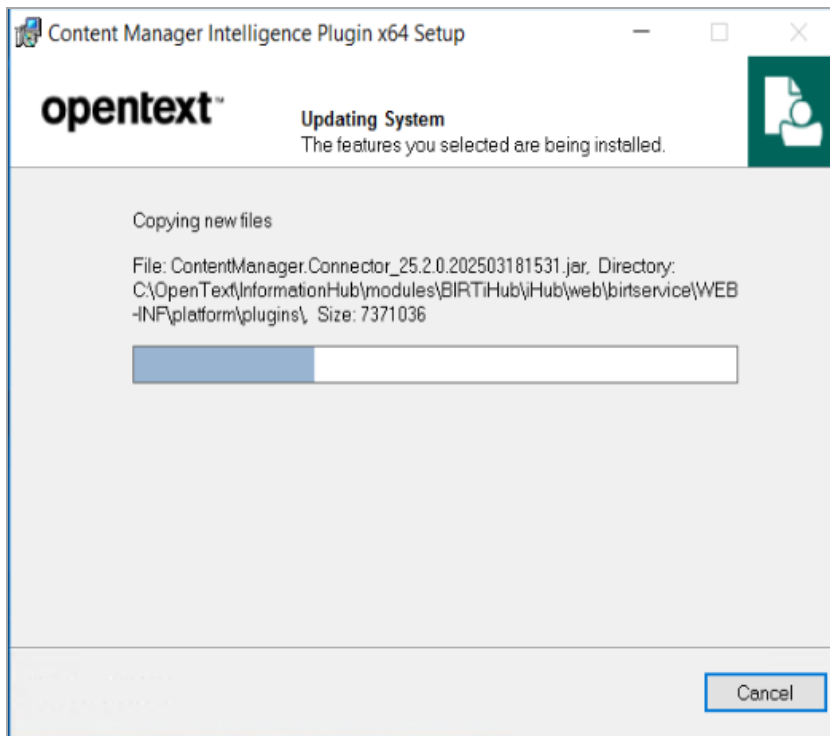 Content Manager Intelligence Plugin x64 Setup
opentext™
Updating System
The features you selected are being installed.
Copying new files
File: ContentManager.Connector_25.2.0.202503181531.jar, Directory:
C:\OpenText\InformationHub\modules\BIRTiHub\iHub\web\birtservice\WEB
-INF\platform\plugins\, Size: 7371036
Cancel